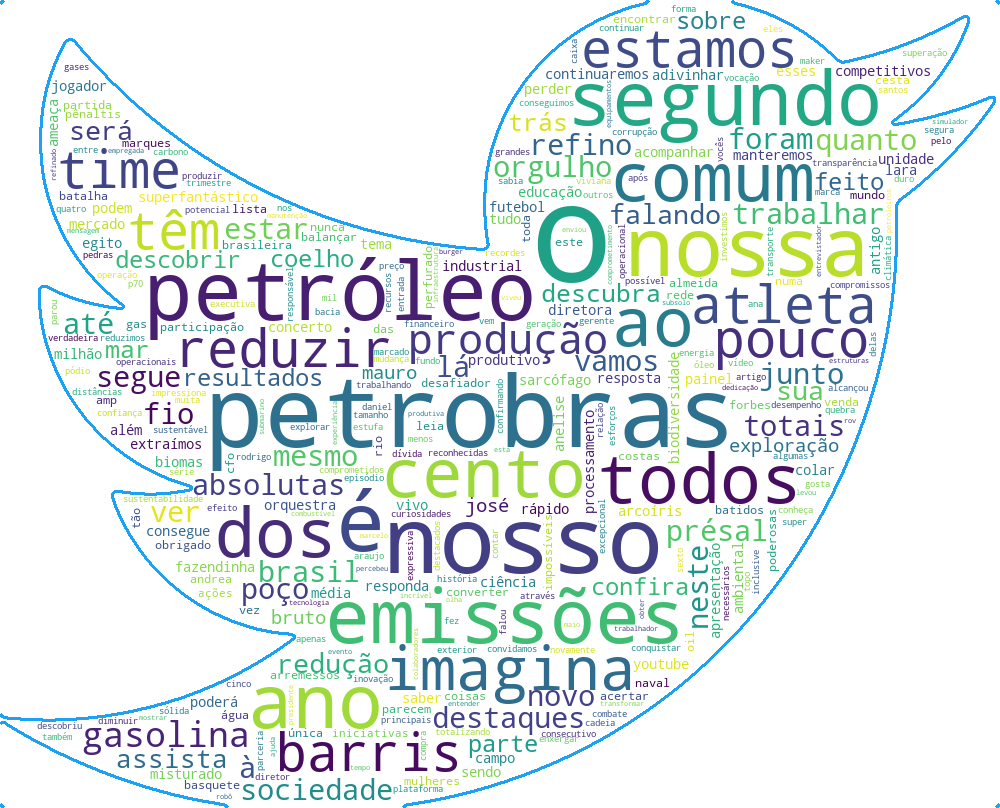 forma
encontrar
sobre
continuar
eles
caixa
estamos
superação
maker
continuaremos
adivinhar
vocação
esses
competitivos
perder
cesta
santos
conseguimos
segundo
equipamentos
gases
jogador
partida
pênaltis
ameaça
será
trás
corrupção
refino
foram
quanto
simulador
segura
pelo
entre
empregada
marques
time
carbono
refinado
produzir
trimestre
grandes
orgulho
acompanhar
manteremos
vocês
transparência
unidade
sabia
viviana
após
comum
feito
lara
duro
educação
outros
marca
mundo
batalha
superfantástico
potencial
lista
nos
manutenção
futebol
tudo
toda
falando
trabalhar
quatro
podem
mensagem
mercado
têm
estar
nunca
balançar
O
enviou
este
nossa
operacional
investimos
transporte
entrevistador
antigo
climática
petroleiros
egito
pedras
descobrir
brasileira
coelho
tema
burger
recordes
comprometimento
operação
p70
petróleo
preço
perfurado
industrial
infraestrutura
ao
possível
numa
compromissos
parou
executiva
responsável
mil
recursos
entrada
bacia
descubra
diretora
almeida
rede
subsolo
ana
atleta
até
gas
participação
concerto
das
financeiro
vem
geração
gerente
verdadeira
reduzimos
milhão
mar
operacionais
reduzir
marcado
mudança
produção
vamos
energia
vídeo
pouco
estruturas
delas
pódio
distâncias
impressiona
muita
segue
resultados
mauro
fundo
lá
produtivo
resposta
óleo
artigo
dedicação
amp
confiança
fio
trabalhando
desafiador
sarcófago
biodiversidade
painel
junto
sua
alcançou
além
sustentável
submarino
explorar
experiência
daniel
tamanho
estufa
produtiva
leia
confirmando
petrobras
forbes
desempenho
venda
quebra
rov
extraímos
cfo
rodrigo
rio
menos
analise
relação
esforços
totais
biomas
série
mesmo
comprometidos
dívida
reconhecidas
está
processamento
costas
exploração
algumas
episódio
cento
todos
colar
gosta
levou
absolutas
sustentabilidade
orquestra
vivo
josé
rápido
excepcional
arcoíris
batidos
conheça
tão
ver
efeito
combustível
curiosidades
présal
super
poderosas
consegue
obrigado
dos
é
marcelo
nosso
impossíveis
sexto
neste
apresentação
ambiental
topo
necessários
inclusive
fazendinha
andrea
ações
brasil
araujo
percebeu
expressiva
destacados
contar
poço
média
responda
história
converter
ciência
confira
vez
tecnologia
incrível
olha
através
obter
bruto
emissões
fez
falou
maio
trabalhador
apenas
exterior
convidamos
novamente
oil
conquistar
evento
redução
colaboradores
imagina
youtube
arremessos
inovação
naval
cinco
saber
coisas
entender
novo
acertar
transformar
sólida
poderá
presidente
ano
parecem
principais
destaques
combate
cadeia
descobriu
diminuir
mostrar
água
única
iniciativas
totalizando
consecutivo
também
gasolina
parceria
compra
parte
enxergar
assista
à
ajuda
barris
campo
misturado
diretor
tempo
mulheres
sendo
basquete
sociedade
plataforma
robô